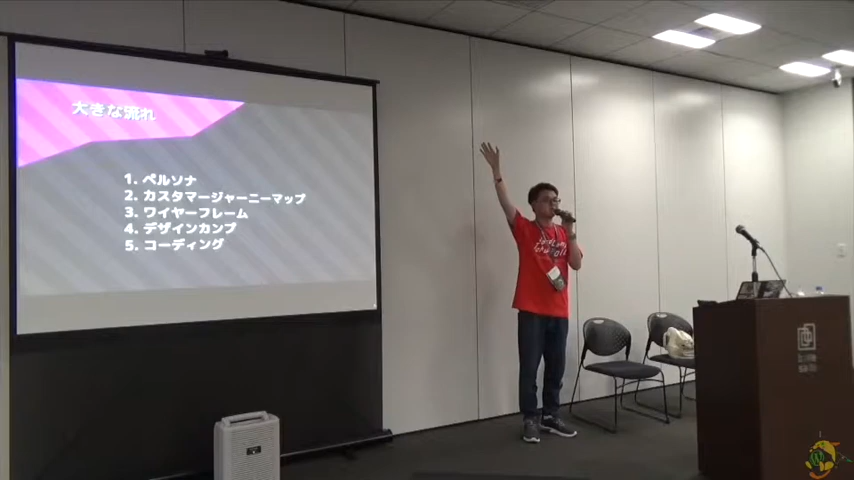 大きな流れ
1. ペルソナ
2. カスタマージャーニーマップ
3. ワイヤーフレーム
4. デザインカンプ
5. コーディング